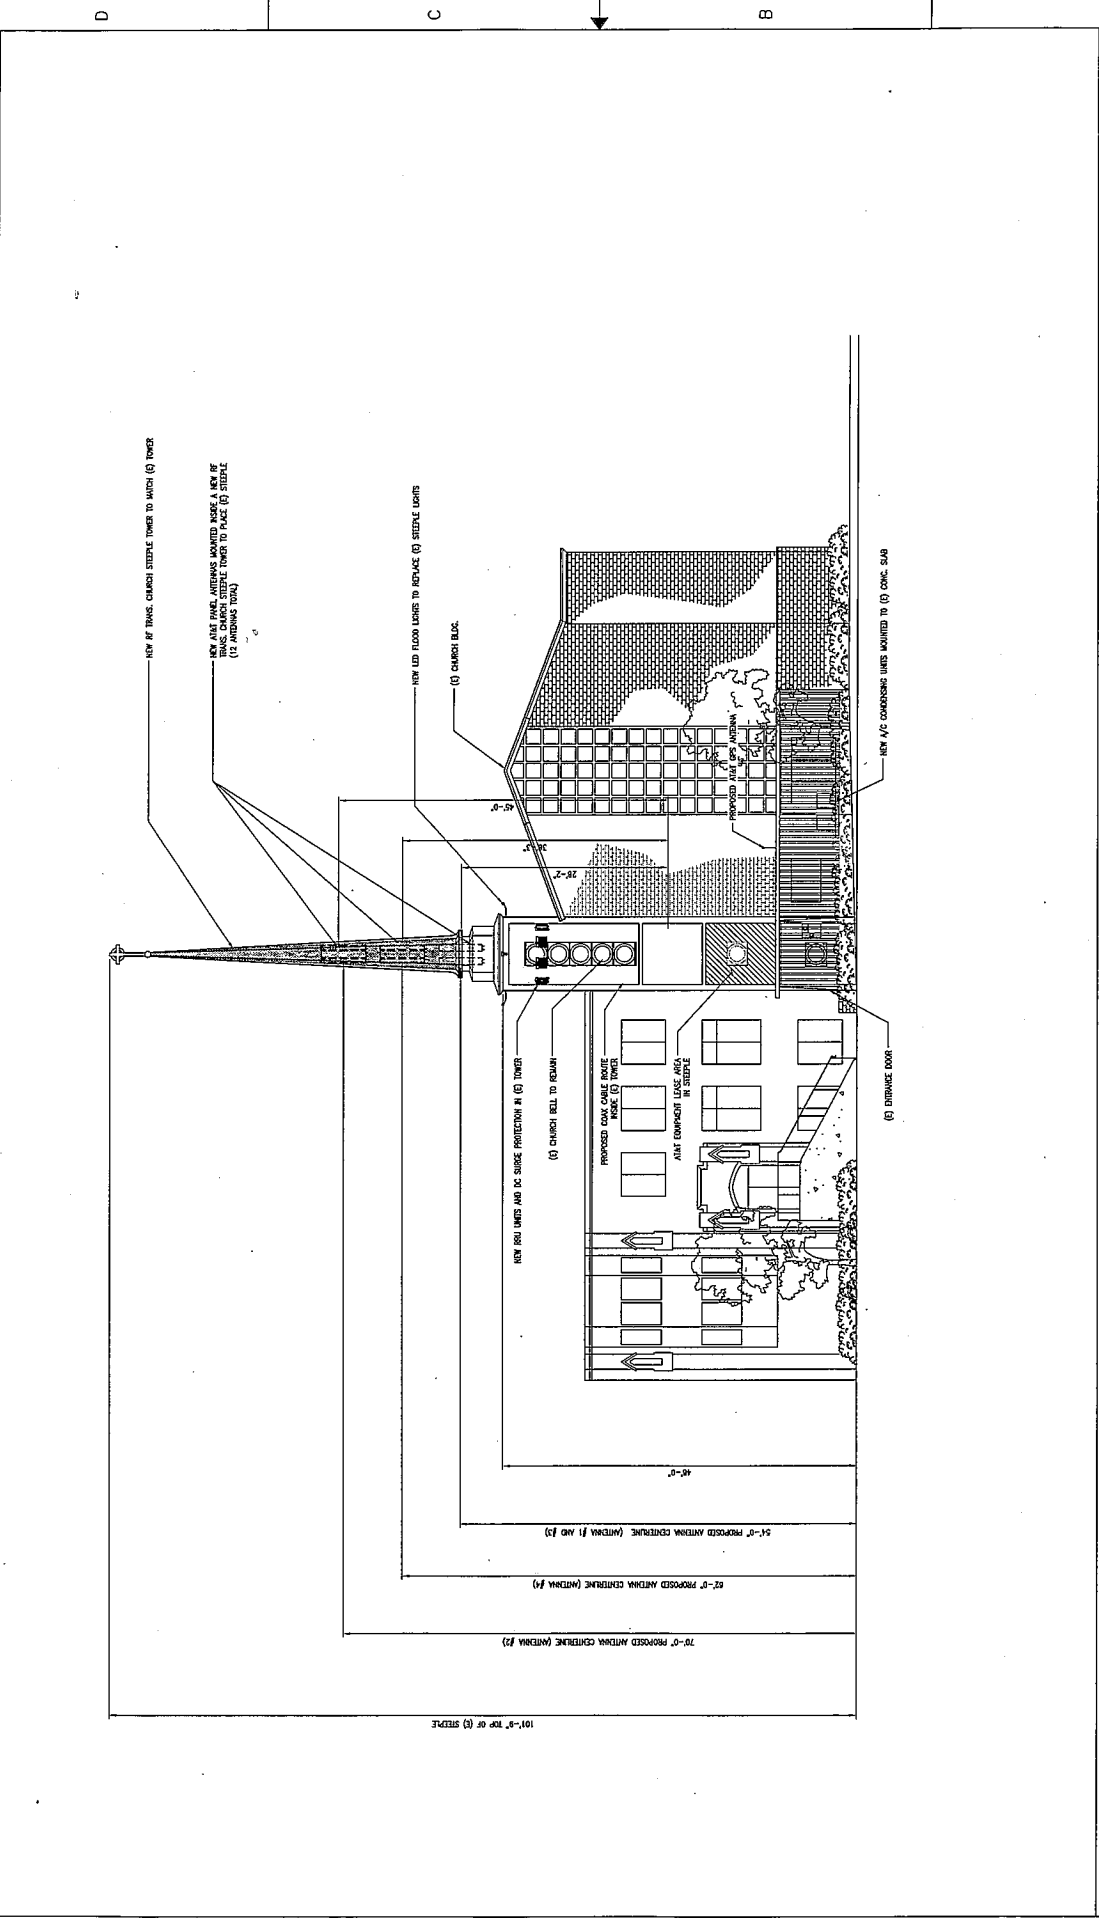 D
C
B
NEW RF TRANS. CHURCH STEEPLE TOWER TO MATCH (E) TOWER
NEW AT&T PANEL ANTENNAS MOUNTED INSIDE A NEW RF
TRANS. CHURCH STEEPLE TOWER TO PLACE (E) STEEPLE
(12 ANTENNAS TOTAL)
NEW LED FLOOD LIGHTS TO REPLACE (E) STEEPLE LIGHTS
(E) CHURCH BLDG.
45'-0"
28'-2"
PROPOSED AT&T GPS ANTENNA
NEW A/C CONDENSING UNITS MOUNTED TO (E) CONC. SLAB
NEW RRU UNITS AND DC SURGE PROTECTION IN (E) TOWER
(E) CHURCH BELL TO REMAIN
PROPOSED COAX CABLE ROUTE
INSIDE (E) TOWER
AT&T EQUIPMENT LEASE AREA
IN STEEPLE
(E) ENTRANCE DOOR
54'-0" PROPOSED ANTENNA CENTERLINE (ANTENNA #1 AND #3)
62'-0" PROPOSED ANTENNA CENTERLINE (ANTENNA #4)
70'-0" PROPOSED ANTENNA CENTERLINE (ANTENNA #2)
101'-9" TOP OF (E) STEEPLE